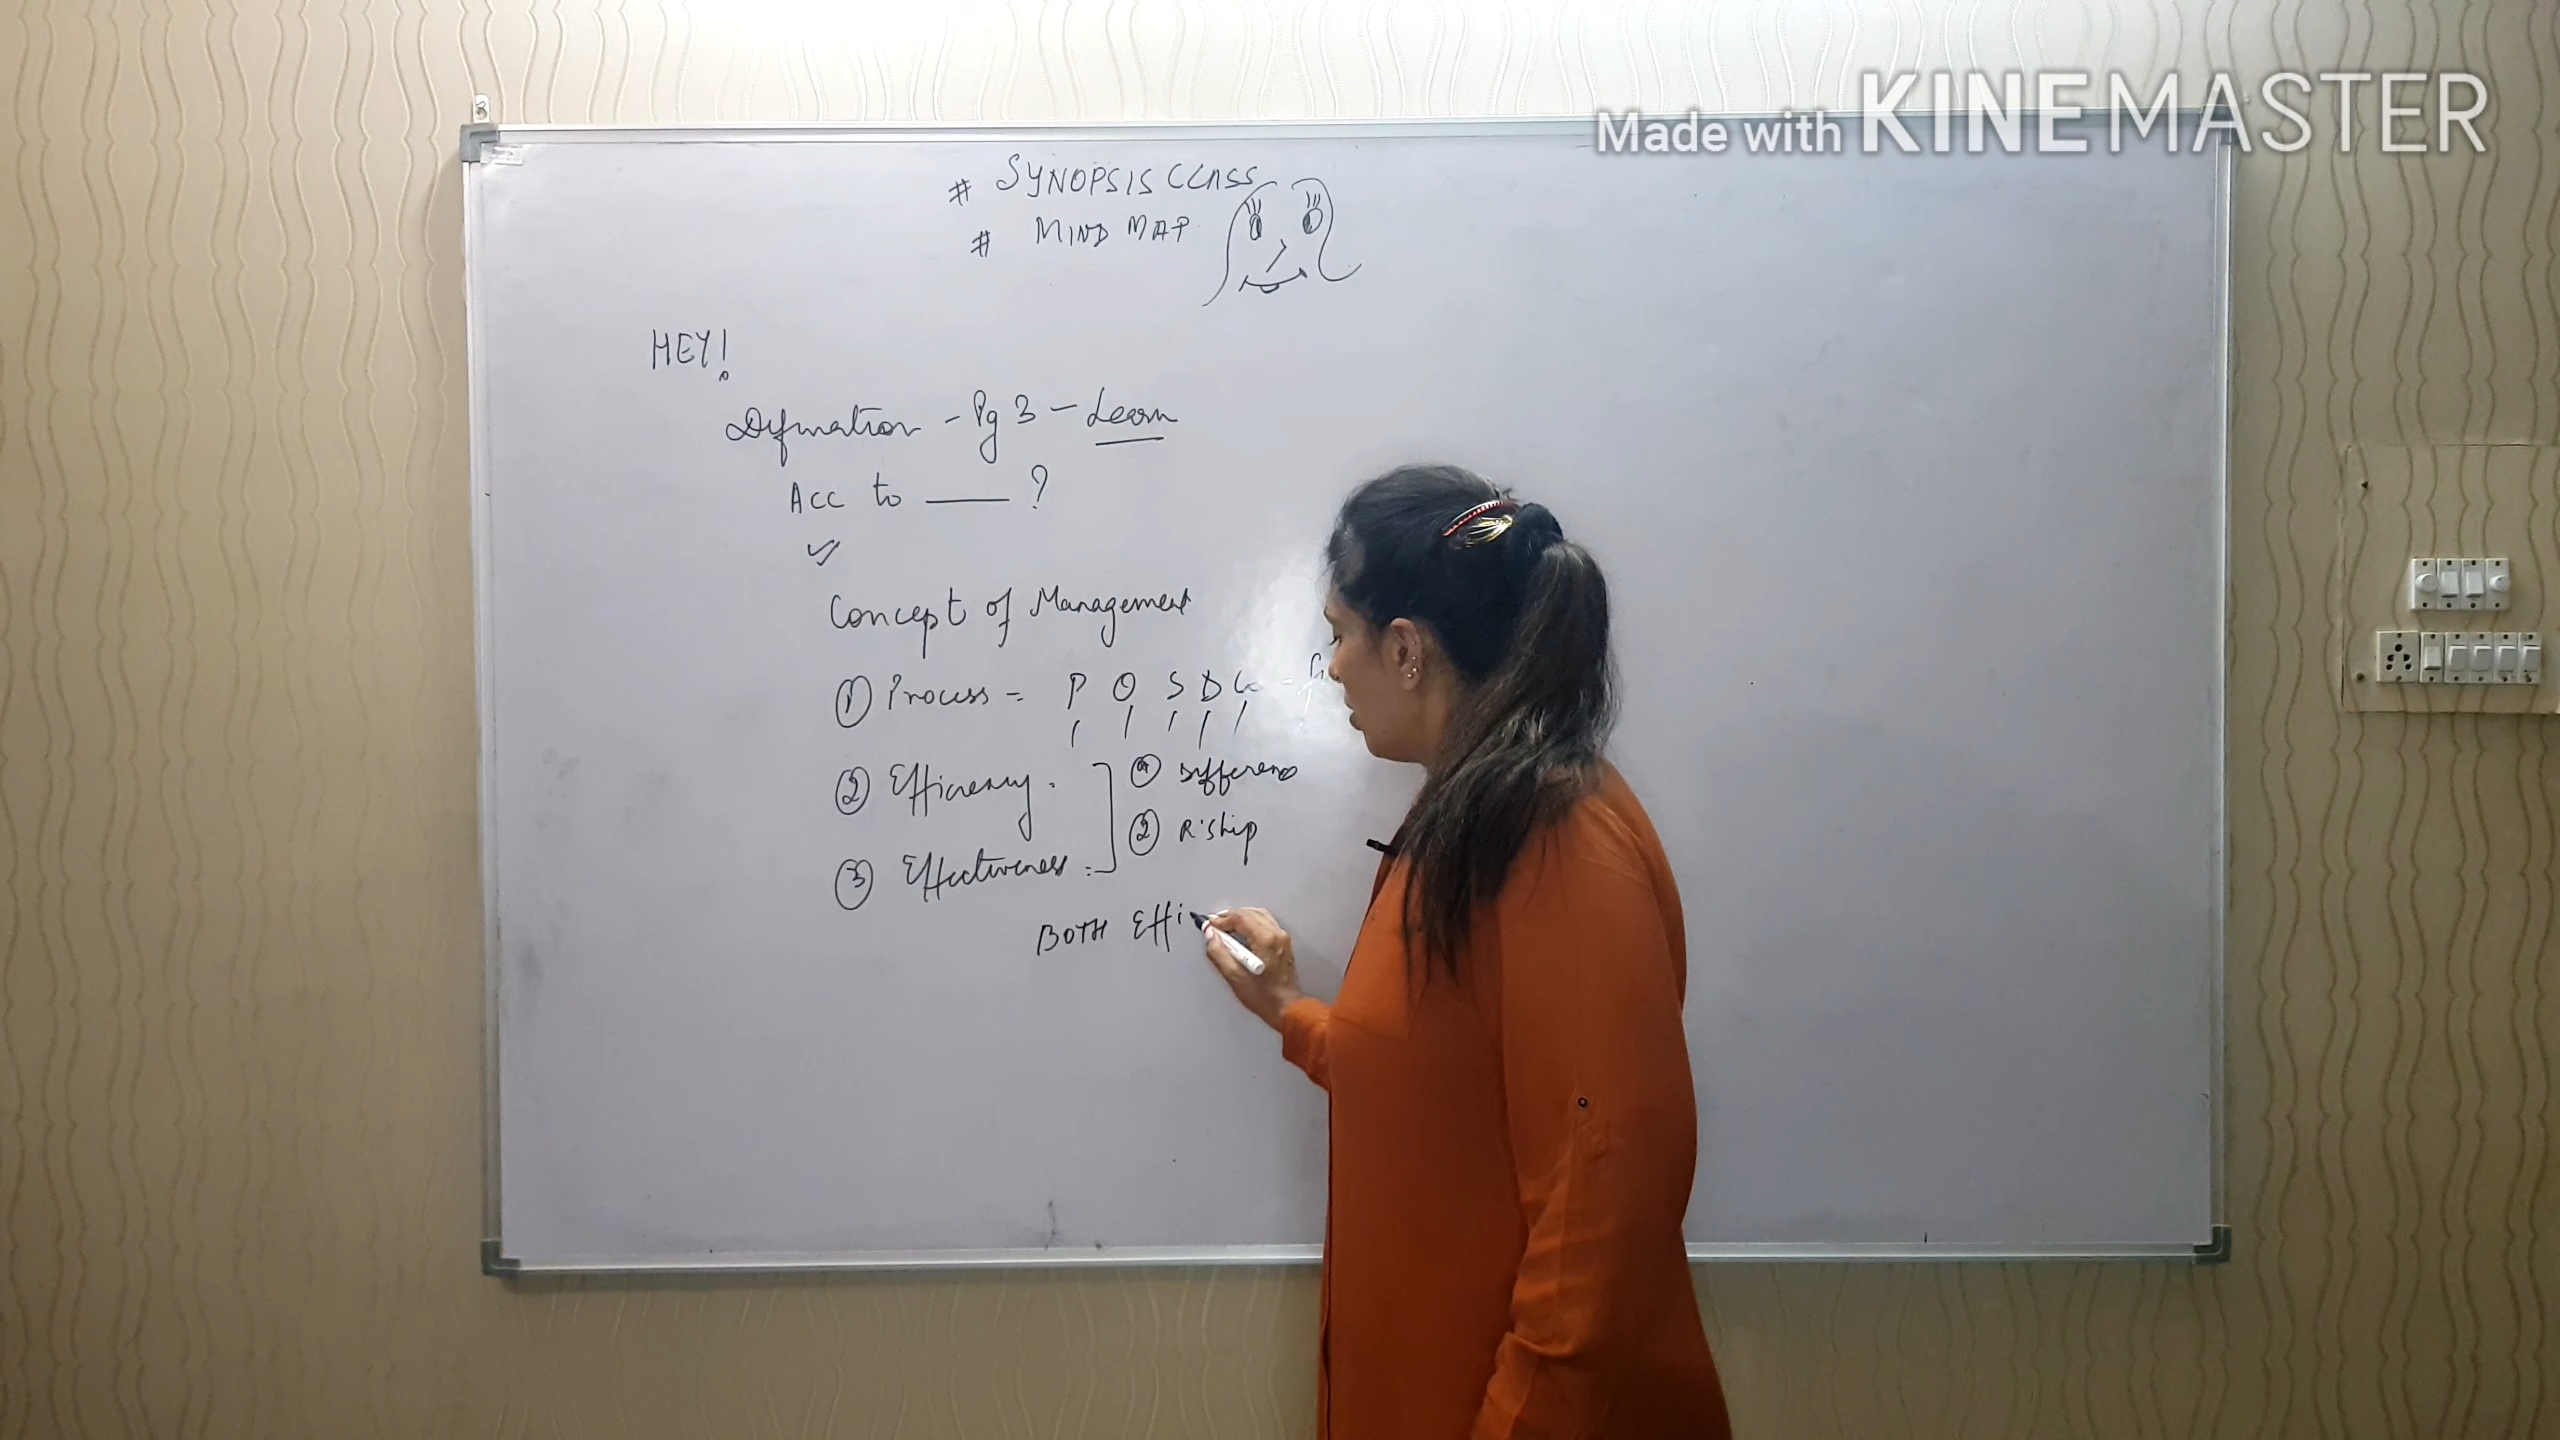 Made with KINEMASTER
# SYNOPSIS CLASS
# MIND MAP
HEY!
Defination - Pg 3 - Learn
Acc to ___ ?
Concept of Management
① Process = P O S D Co -
② Efficiency
③ Effectiveness
① Difference
② R'ship
BOTH Effi